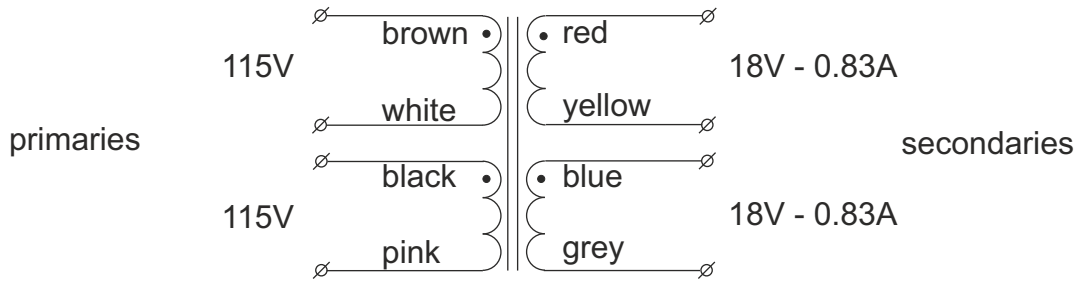 brown
red
115V
18V - 0.83A
white
yellow
primaries
secondaries
black
blue
115V
18V - 0.83A
pink
grey